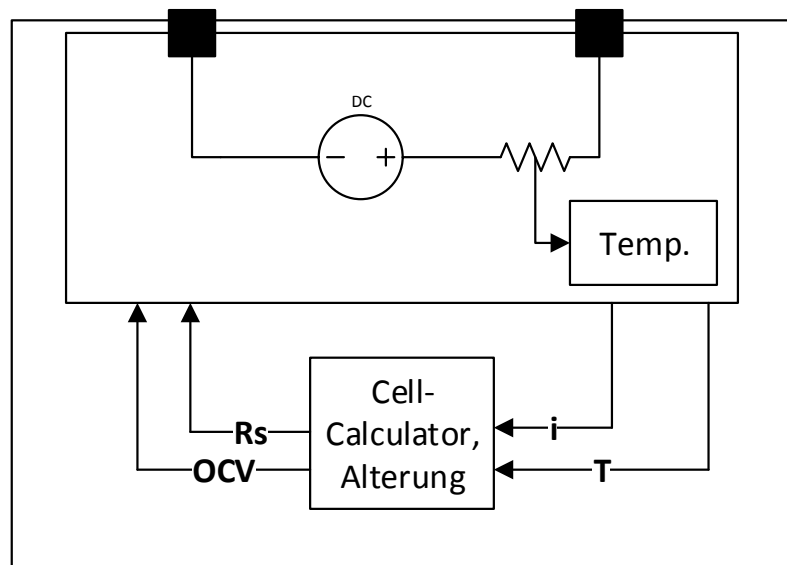 DC
− +
Temp.
Cell-
Calculator,
Alterung
Rs
i
OCV
T